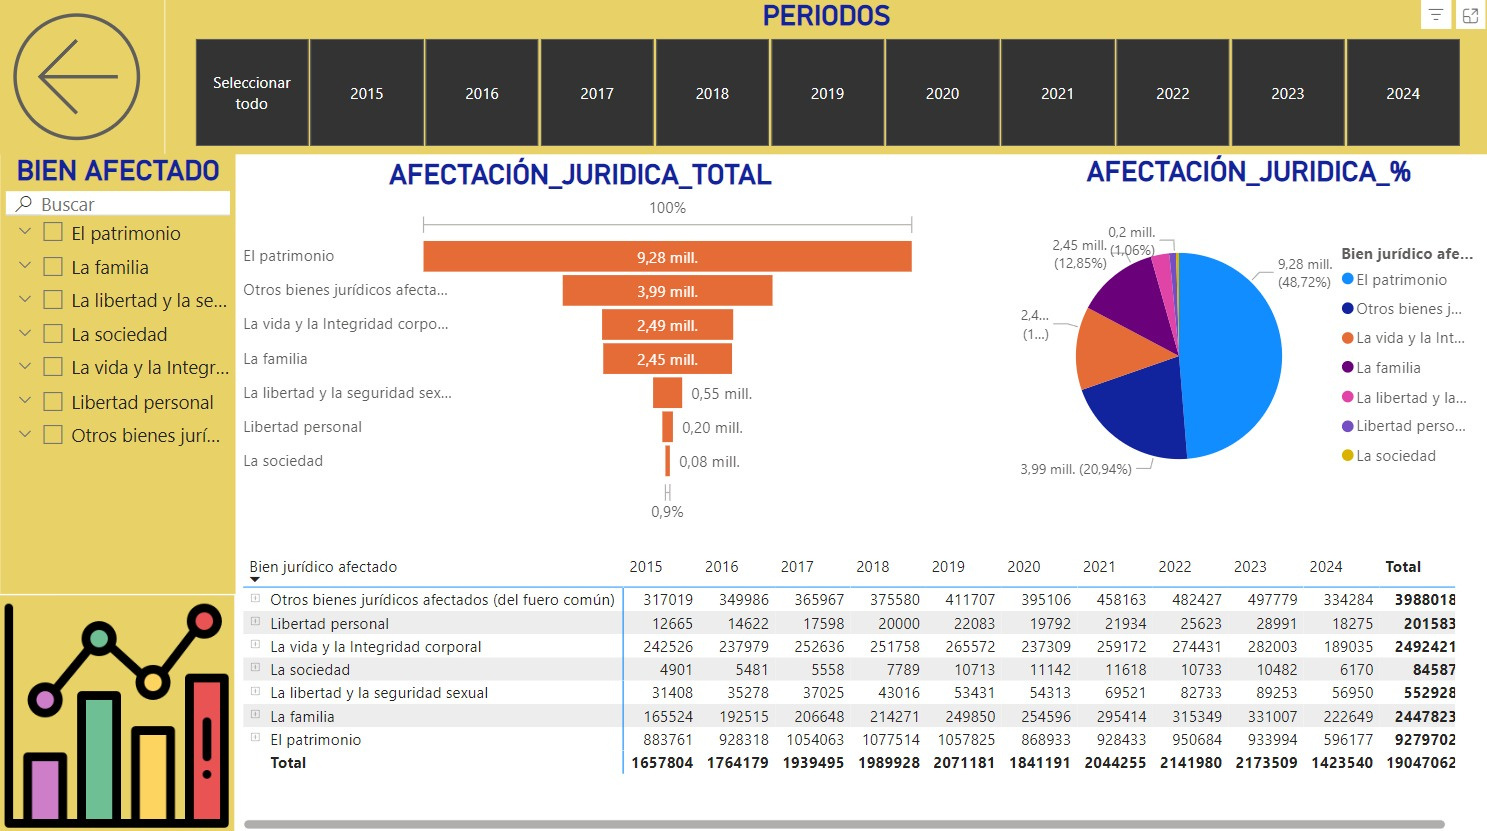 PERIODOS
Seleccionar todo
2015
2016
2017
2018
2019
2020
2021
2022
2023
2024
BIEN AFECTADO
Buscar
El patrimonio
La familia
La libertad y la se...
La sociedad
La vida y la Integr...
Libertad personal
Otros bienes jurí...
AFECTACIÓN_JURIDICA_TOTAL
100%
El patrimonio 9,28 mill.
Otros bienes jurídicos afecta... 3,99 mill.
La vida y la Integridad corpo... 2,49 mill.
La familia 2,45 mill.
La libertad y la seguridad sex... 0,55 mill.
Libertad personal 0,20 mill.
La sociedad 0,08 mill.
0,9%
AFECTACIÓN_JURIDICA_%
0,2 mill.
(1,06%)
2,45 mill.
(12,85%)
9,28 mill.
(48,72%)
2,4...
(1...)
3,99 mill. (20,94%)
Bien jurídico afe...
El patrimonio
Otros bienes j...
La vida y la Int...
La familia
La libertad y la...
Libertad perso...
La sociedad
Bien jurídico afectado 2015 2016 2017 2018 2019 2020 2021 2022 2023 2024 Total
Otros bienes jurídicos afectados (del fuero común) 317019 349986 365967 375580 411707 395106 458163 482427 497779 334284 3988018
Libertad personal 12665 14622 17598 20000 22083 19792 21934 25623 28991 18275 201583
La vida y la Integridad corporal 242526 237979 252636 251758 265572 237309 259172 274431 282003 189035 2492421
La sociedad 4901 5481 5558 7789 10713 11142 11618 10733 10482 6170 84587
La libertad y la seguridad sexual 31408 35278 37025 43016 53431 54313 69521 82733 89253 56950 552928
La familia 165524 192515 206648 214271 249850 254596 295414 315349 331007 222649 2447823
El patrimonio 883761 928318 1054063 1077514 1057825 868933 928433 950684 933994 596177 9279702
Total 1657804 1764179 1939495 1989928 2071181 1841191 2044255 2141980 2173509 1423540 19047062